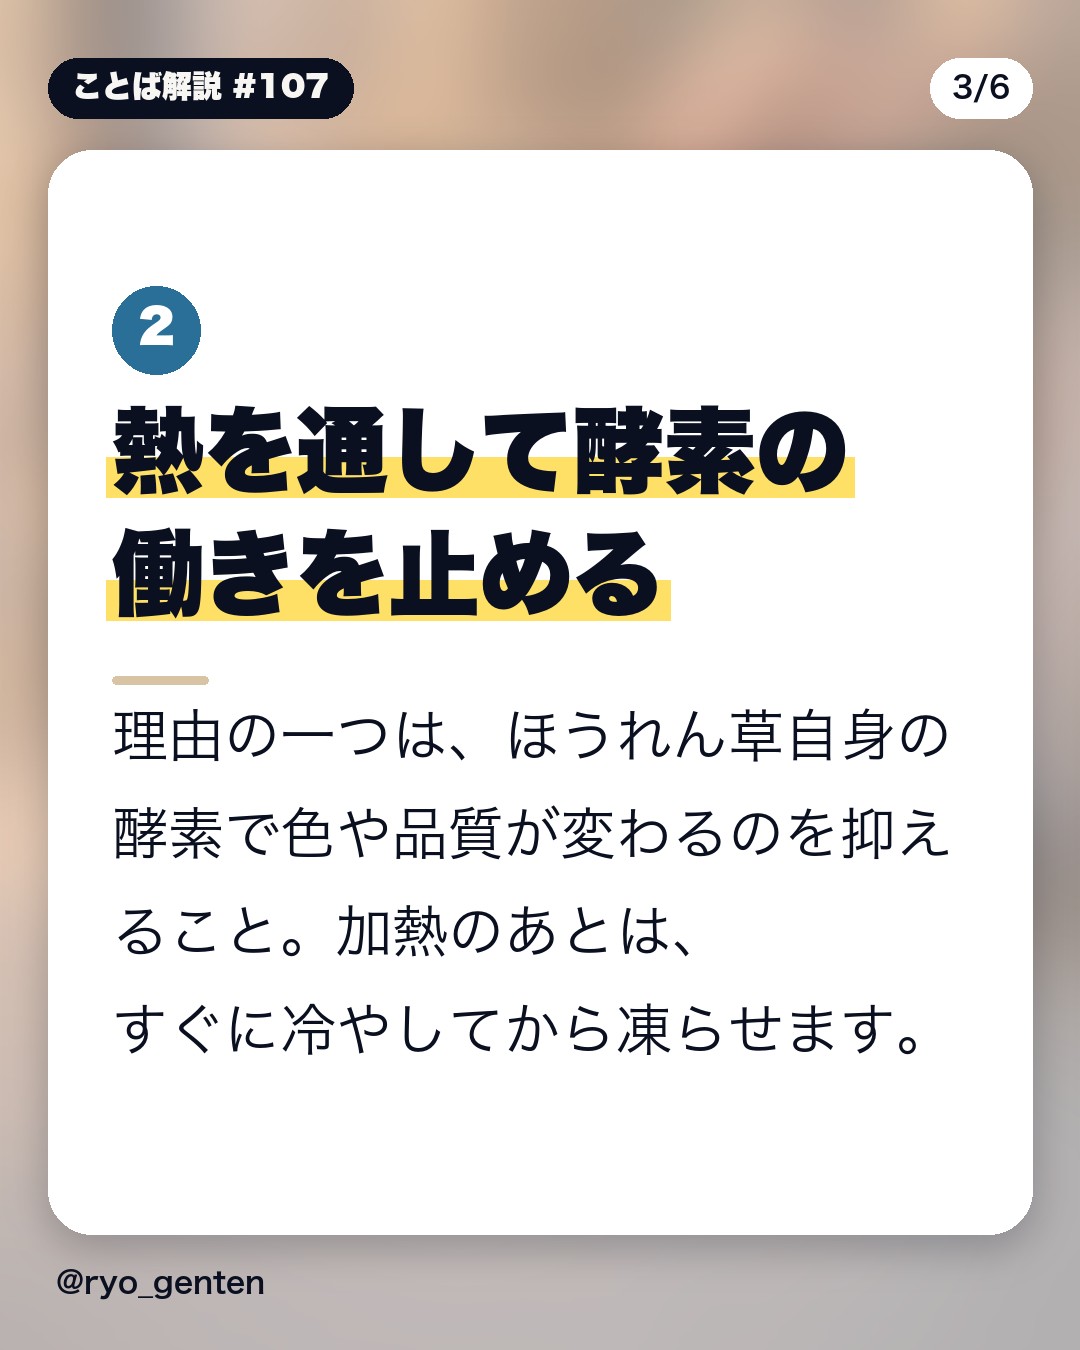 ことば解説 #107
3/6
2
熱を通して酵素の
働きを止める
理由の一つは、ほうれん草自身の
酵素で色や品質が変わるのを抑え
ること。加熱のあとは、
すぐに冷やしてから凍らせます。
@ryo_genten